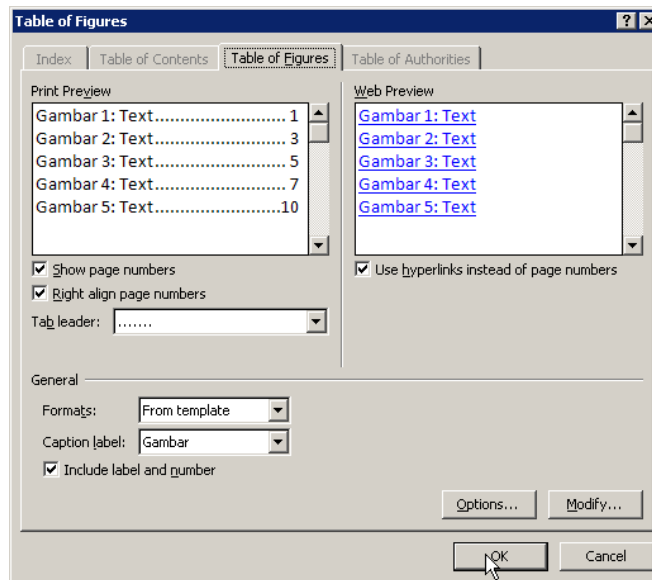 Table of Figures
Index
Table of Contents
Table of Figures
Table of Authorities
Print Preview
Gambar 1: Text............................. 1
Gambar 2: Text............................. 3
Gambar 3: Text............................. 5
Gambar 4: Text............................. 7
Gambar 5: Text............................10
Web Preview
Gambar 1: Text
Gambar 2: Text
Gambar 3: Text
Gambar 4: Text
Gambar 5: Text
Show page numbers
Right align page numbers
Tab leader: .......
Use hyperlinks instead of page numbers
General
Formats: From template
Caption label: Gambar
Include label and number
Options... Modify...
OK Cancel